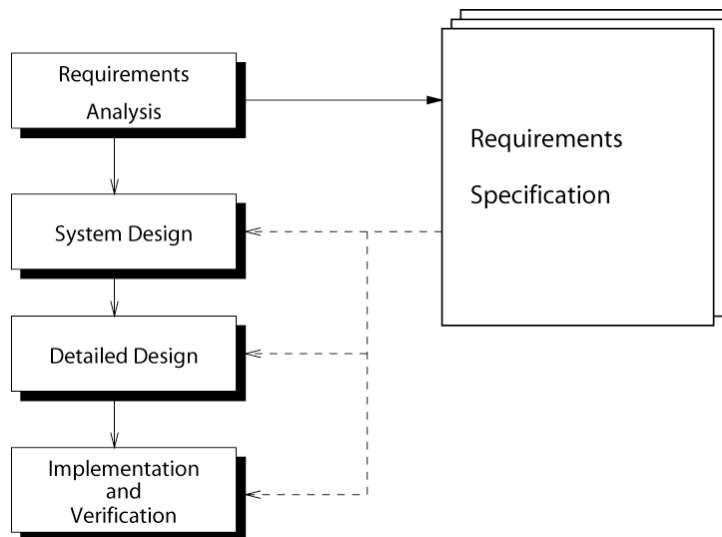 Requirements
Analysis
Requirements
Specification
System Design
Detailed Design
Implementation
and
Verification